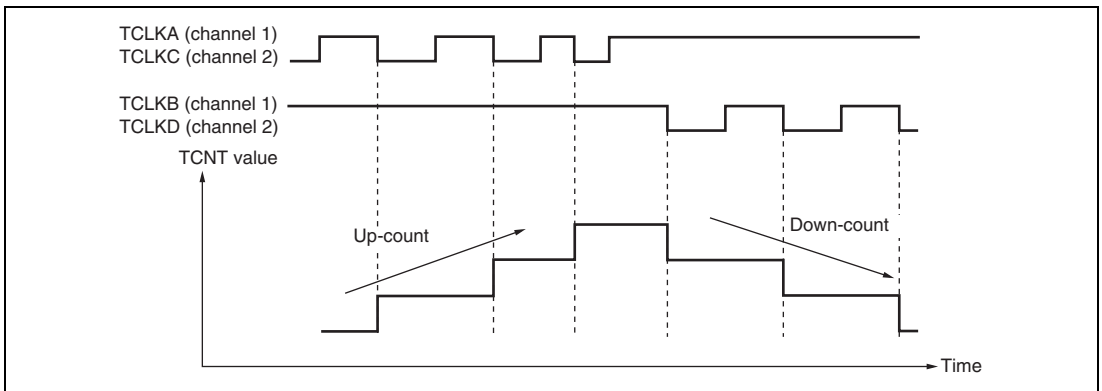 TCLKA (channel 1)
TCLKC (channel 2)
TCLKB (channel 1)
TCLKD (channel 2)
TCNT value
Up-count
Down-count
Time